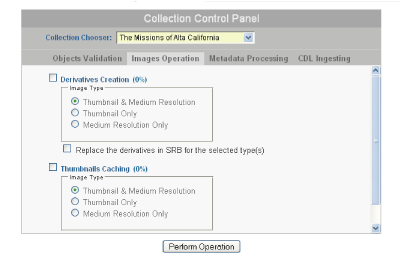 Collection Control Panel
Collection Chooser: The Missions of Alta California
Objects Validation Images Operation Metadata Processing CDL Ingesting
Derivatives Creation (0%)
Image Type
Thumbnail & Medium Resolution
Thumbnail Only
Medium Resolution Only
Replace the derivatives in SRB for the selected type(s)
Thumbnails Caching (0%)
Image Type
Thumbnail & Medium Resolution
Thumbnail Only
Medium Resolution Only
Perform Operation